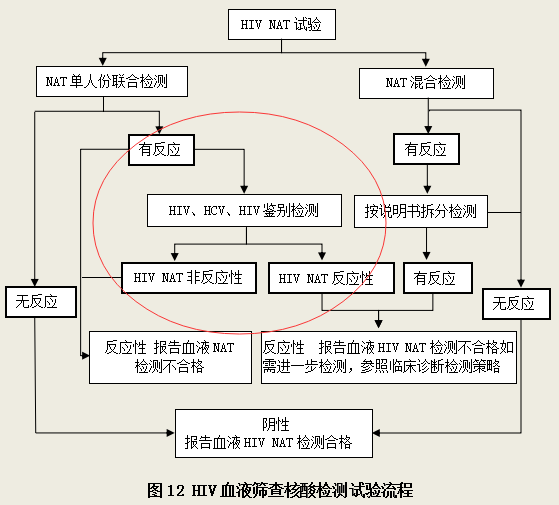 HIV NAT 试验
NAT 单人份联合检测
NAT 混合检测
有反应
有反应
HIV、HCV、HIV 鉴别检测
按说明书拆分检测
HIV NAT 非反应性
HIV NAT 反应性
有反应
无反应
无反应
反应性 报告血液 NAT
检测不合格
反应性 报告血液 HIV NAT 检测不合格如
需进一步检测，参照临床诊断检测策略
阴性
报告血液 HIV NAT 检测合格
图 12 HIV 血液筛查核酸检测试验流程